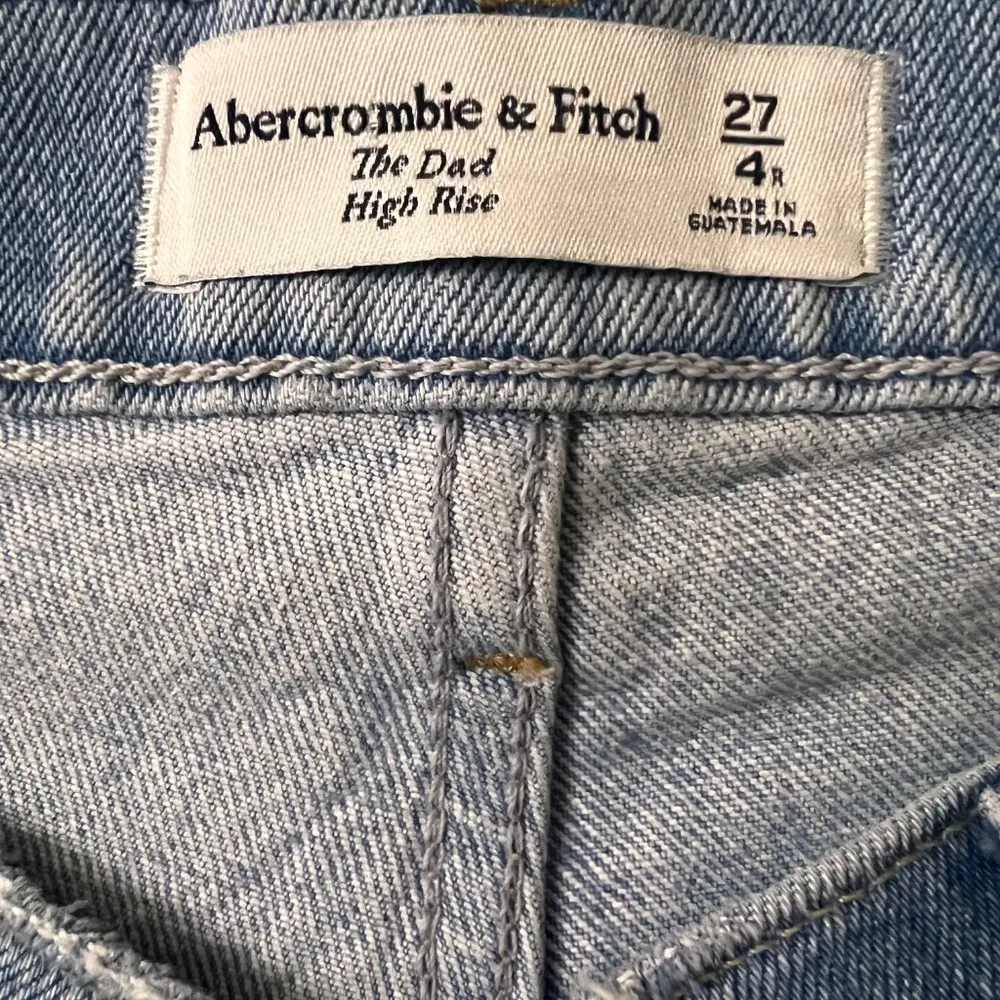 Abercrombie & Fitch
The Dad
High Rise
27
4R
MADE IN
GUATEMALA